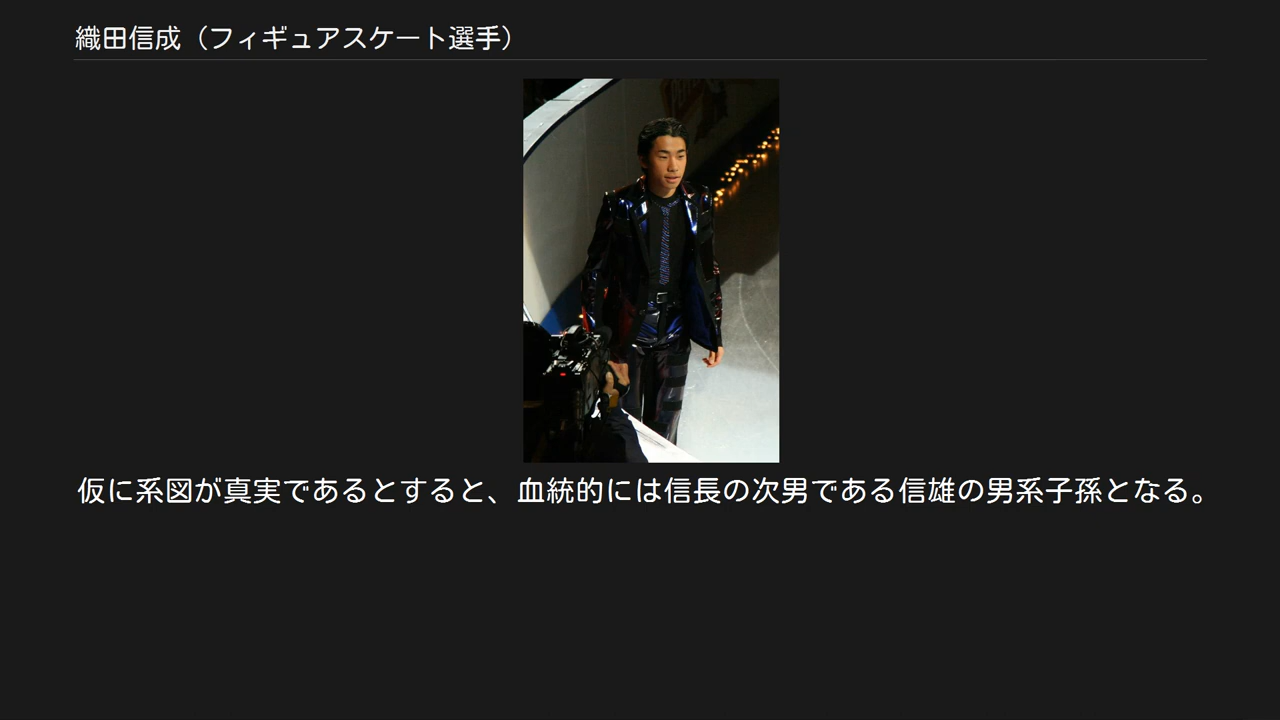 織田信成（フィギュアスケート選手）
仮に系図が真実であるとすると、血統的には信長の次男である信雄の男系子孫となる。